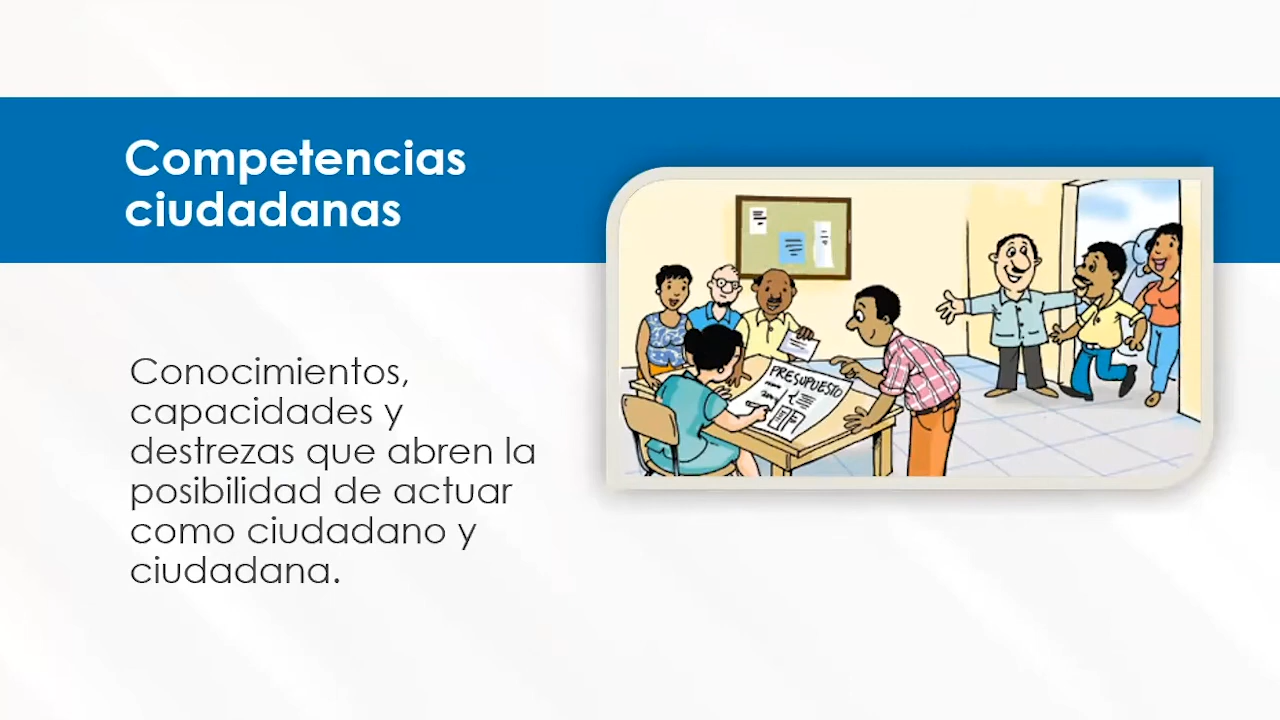 Competencias
ciudadanas
Conocimientos,
capacidades y
destrezas que abren la
posibilidad de actuar
como ciudadano y
ciudadana.
PRESUPUESTO